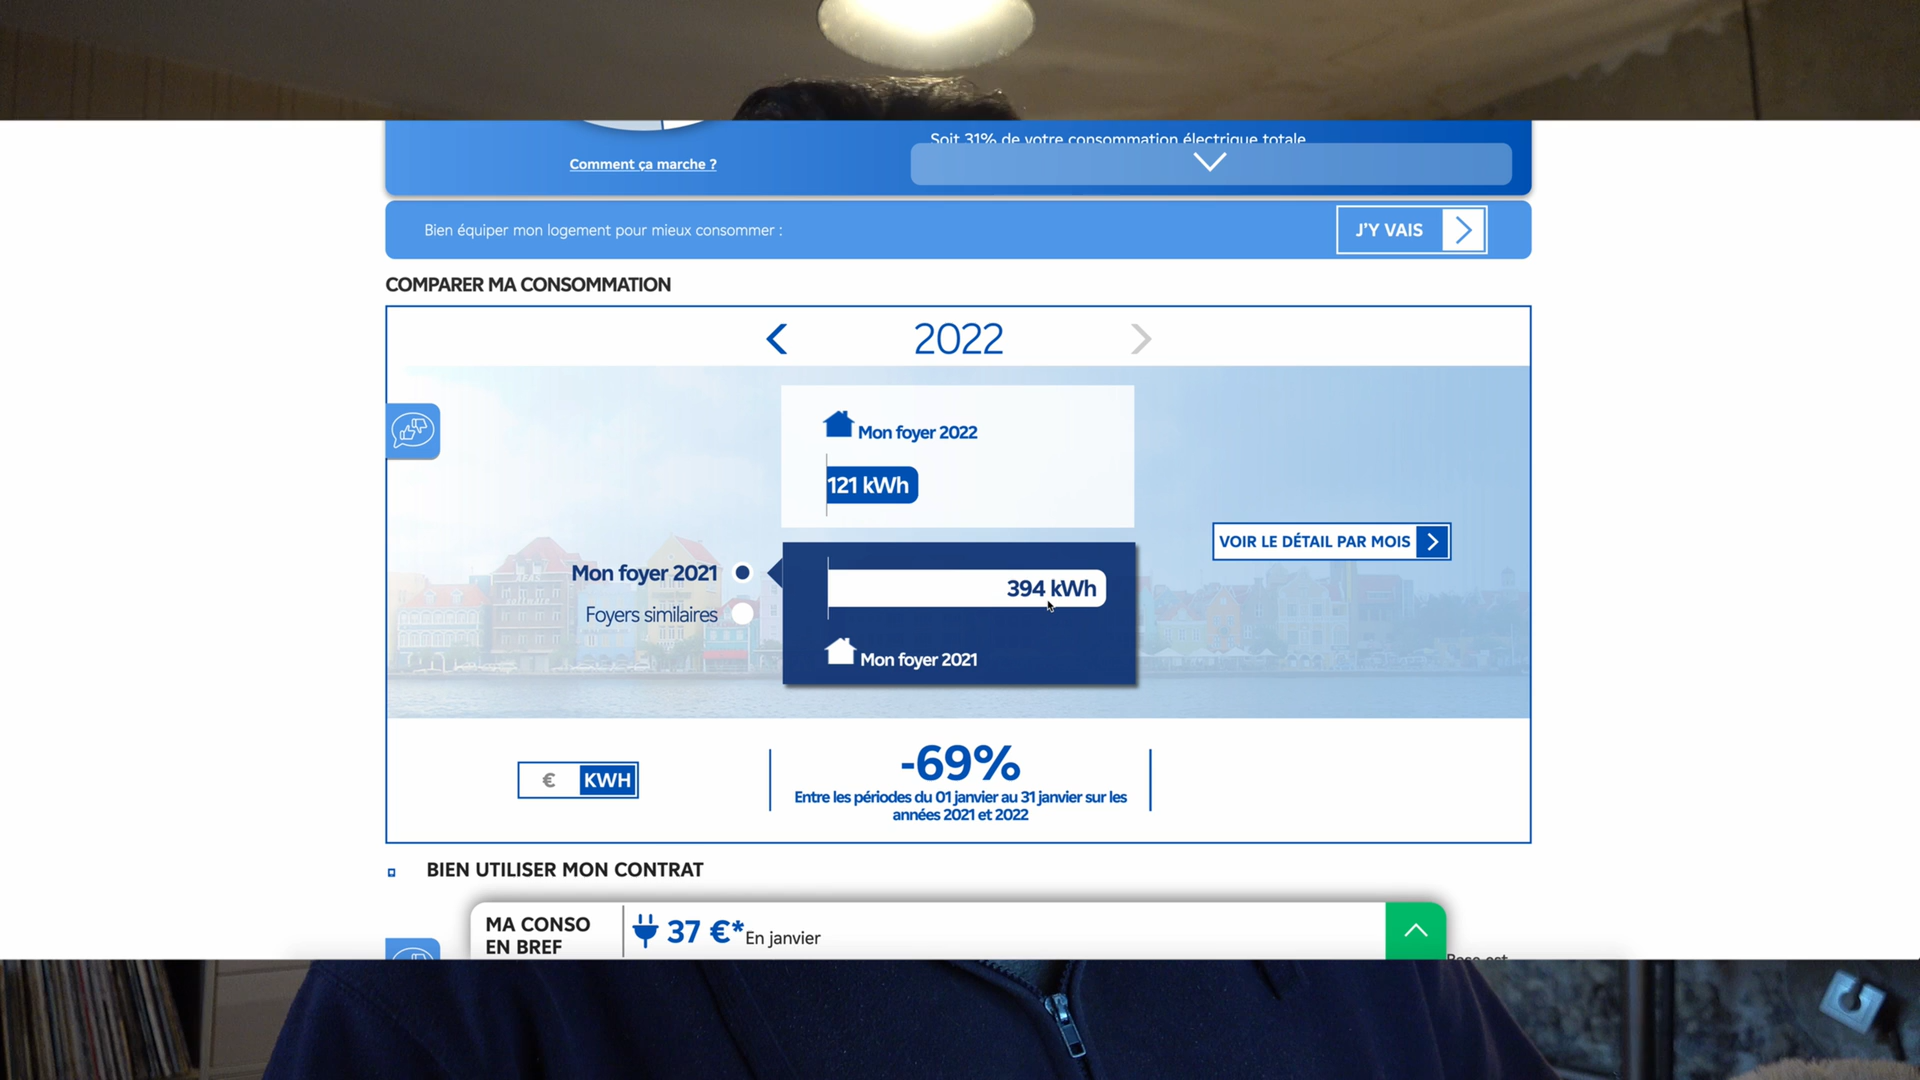 Soit 31% de votre consommation électrique totale
Comment ça marche ?
Bien équiper mon logement pour mieux consommer :
J'Y VAIS
COMPARER MA CONSOMMATION
2022
Mon foyer 2022
121 kWh
VOIR LE DÉTAIL PAR MOIS
Mon foyer 2021
394 kWh
Foyers similaires
Mon foyer 2021
€
KWH
-69%
Entre les périodes du 01 janvier au 31 janvier sur les
années 2021 et 2022
BIEN UTILISER MON CONTRAT
MA CONSO
EN BREF
37 €*
En janvier